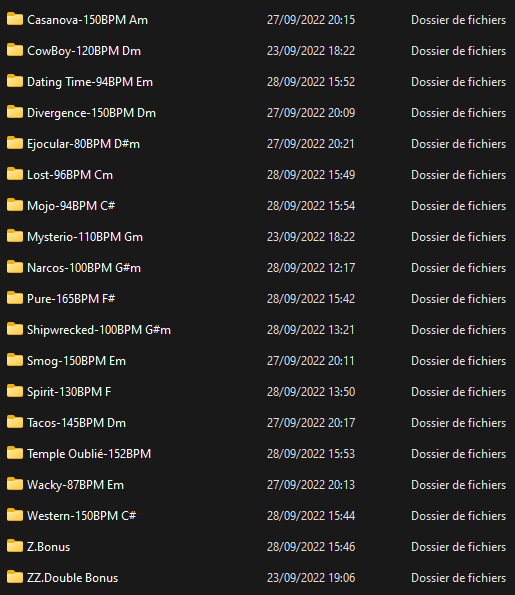 Casanova-150BPM Am 27/09/2022 20:15 Dossier de fichiers
CowBoy-120BPM Dm 23/09/2022 18:22 Dossier de fichiers
Dating Time-94BPM Em 28/09/2022 15:52 Dossier de fichiers
Divergence-150BPM Dm 27/09/2022 20:09 Dossier de fichiers
Ejocular-80BPM D#m 27/09/2022 20:21 Dossier de fichiers
Lost-96BPM Cm 28/09/2022 15:49 Dossier de fichiers
Mojo-94BPM C# 28/09/2022 15:54 Dossier de fichiers
Mysterio-110BPM Gm 23/09/2022 18:22 Dossier de fichiers
Narcos-100BPM G#m 28/09/2022 12:17 Dossier de fichiers
Pure-165BPM F# 28/09/2022 15:42 Dossier de fichiers
Shipwrecked-100BPM G#m 28/09/2022 13:21 Dossier de fichiers
Smog-150BPM Em 27/09/2022 20:11 Dossier de fichiers
Spirit-130BPM F 28/09/2022 13:50 Dossier de fichiers
Tacos-145BPM Dm 27/09/2022 20:17 Dossier de fichiers
Temple Oublié-152BPM 28/09/2022 15:53 Dossier de fichiers
Wacky-87BPM Em 27/09/2022 20:13 Dossier de fichiers
Western-150BPM C# 28/09/2022 15:44 Dossier de fichiers
Z.Bonus 28/09/2022 15:46 Dossier de fichiers
ZZ.Double Bonus 23/09/2022 19:06 Dossier de fichiers